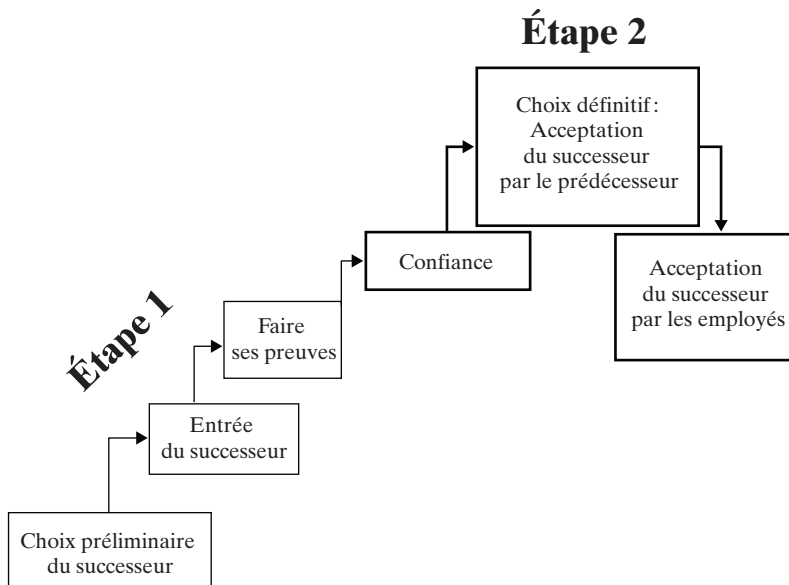 Étape 2
Choix définitif :
Acceptation
du successeur
par le prédécesseur
Confiance
Acceptation
du successeur
par les employés
Étape 1
Faire
ses preuves
Entrée
du successeur
Choix préliminaire
du successeur